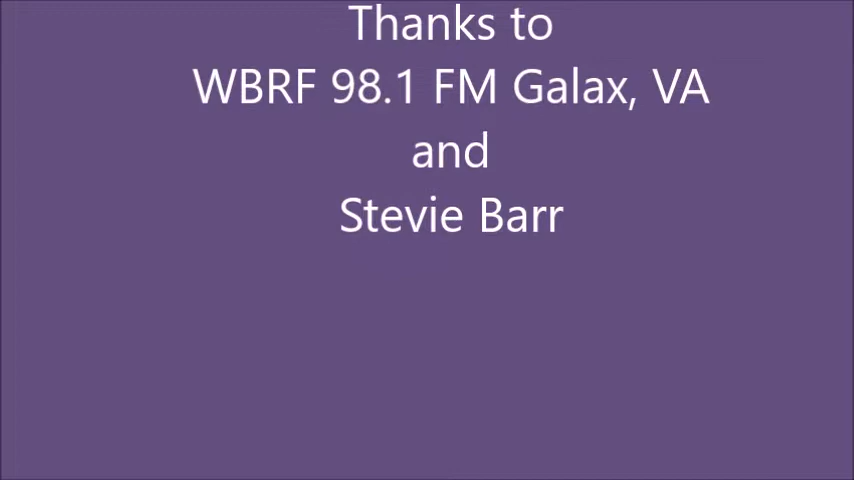 Thanks to
WBRF 98.1 FM Galax, VA
and
Stevie Barr